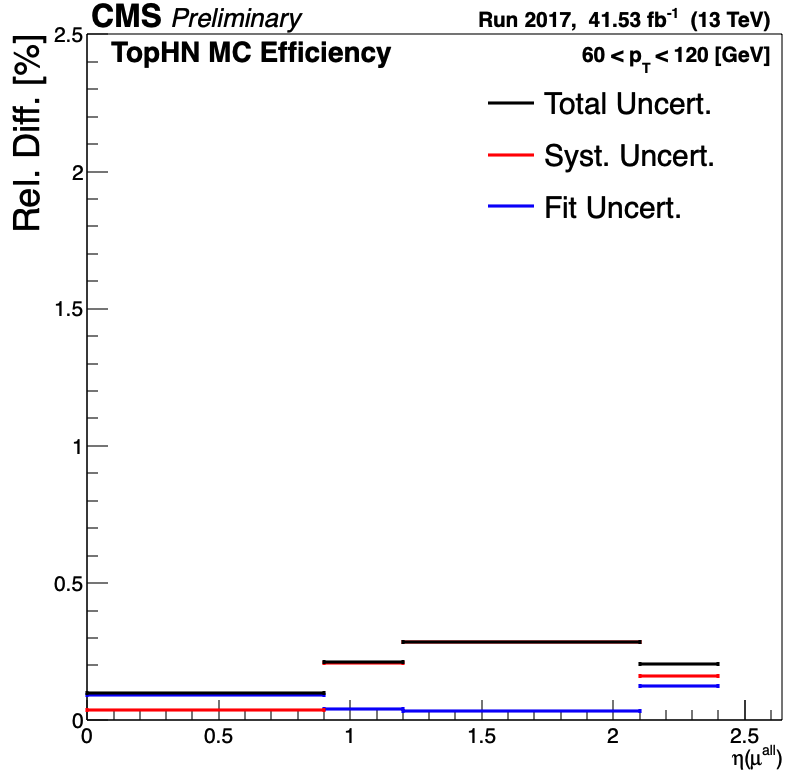 CMS Preliminary Run 2017, 41.53 fb⁻¹ (13 TeV)
TopHN MC Efficiency 60 < p_T < 120 [GeV]
Total Uncert.
Syst. Uncert.
Fit Uncert.
Rel. Diff. [%]
2.5
2
1.5
1
0.5
0
0 0.5 1 1.5 2 2.5
η(μ^all)